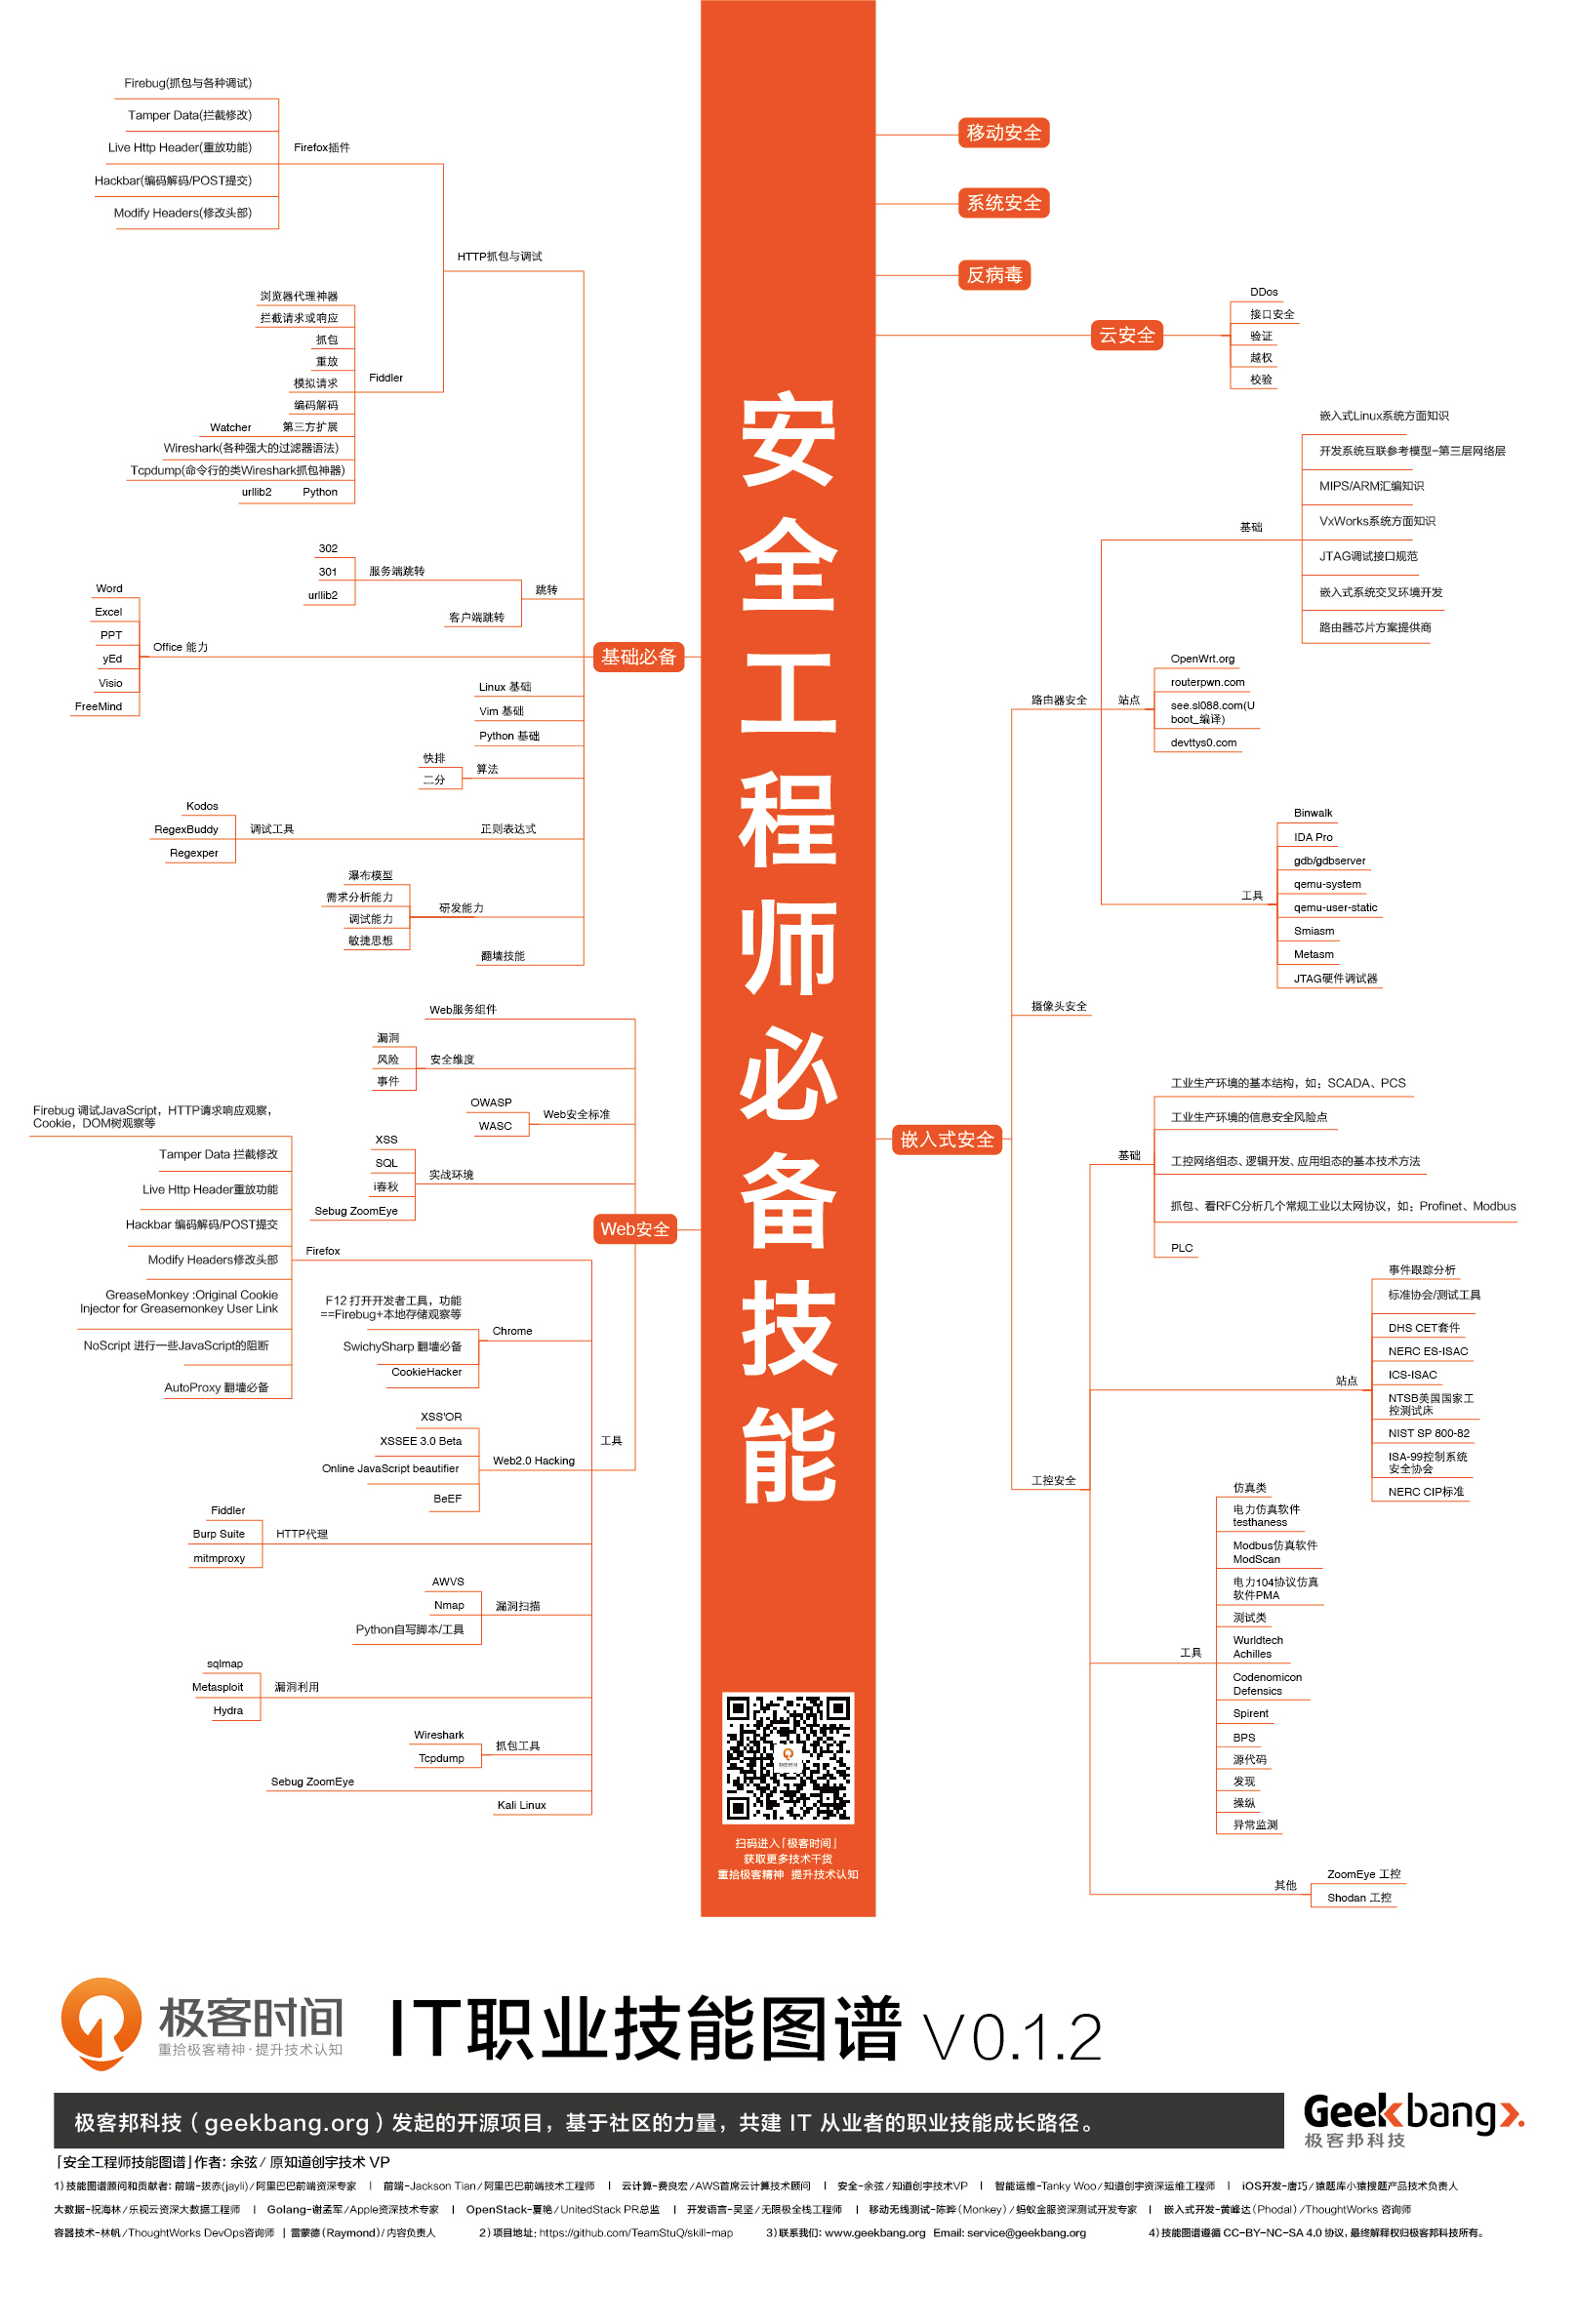 安全工程师必备技能
扫码进入「极客时间」
获取更多技术干货
重拾极客精神 提升技术认知
基础必备
HTTP抓包与调试
Firefox插件
Firebug(抓包与各种调试)
Tamper Data(拦截修改)
Live Http Header(重放功能)
Hackbar(编码解码/POST提交)
Modify Headers(修改头部)
Fiddler
浏览器代理神器
拦截请求或响应
抓包
重放
模拟请求
编码解码
Watcher 第三方扩展
Wireshark(各种强大的过滤器语法)
Tcpdump(命令行的类Wireshark抓包神器)
urllib2 Python
跳转
服务端跳转
302
301
urllib2
客户端跳转
Office 能力
Word
Excel
PPT
yEd
Visio
FreeMind
Linux 基础
Vim 基础
Python 基础
算法
快排
二分
正则表达式
调试工具
Kodos
RegexBuddy
Regexper
研发能力
瀑布模型
需求分析能力
调试能力
敏捷思想
翻墙技能
Web安全
Web服务组件
安全维度
漏洞
风险
事件
Web安全标准
OWASP
WASC
实战环境
XSS
SQL
i春秋
Sebug ZoomEye
工具
Firefox
Firebug 调试JavaScript，HTTP请求响应观察，
Cookie，DOM树观察等
Tamper Data 拦截修改
Live Http Header重放功能
Hackbar 编码解码/POST提交
Modify Headers修改头部
GreaseMonkey :Original Cookie
Injector for Greasemonkey User Link
NoScript 进行一些JavaScript的阻断
AutoProxy 翻墙必备
Chrome
F12 打开开发者工具，功能
==Firebug+本地存储观察等
SwichySharp 翻墙必备
CookieHacker
Web2.0 Hacking
XSS'OR
XSSEE 3.0 Beta
Online JavaScript beautifier
BeEF
HTTP代理
Fiddler
Burp Suite
mitmproxy
漏洞扫描
AWVS
Nmap
Python自写脚本/工具
漏洞利用
sqlmap
Metasploit
Hydra
抓包工具
Wireshark
Tcpdump
Sebug ZoomEye
Kali Linux
移动安全
系统安全
反病毒
云安全
DDos
接口安全
验证
越权
校验
嵌入式安全
路由器安全
基础
嵌入式Linux系统方面知识
开发系统互联参考模型-第三层网络层
MIPS/ARM汇编知识
VxWorks系统方面知识
JTAG调试接口规范
嵌入式系统交叉环境开发
路由器芯片方案提供商
站点
OpenWrt.org
routerpwn.com
see.sl088.com(U
boot_编译)
devttys0.com
工具
Binwalk
IDA Pro
gdb/gdbserver
qemu-system
qemu-user-static
Smiasm
Metasm
JTAG硬件调试器
摄像头安全
工控安全
基础
工业生产环境的基本结构，如：SCADA、PCS
工业生产环境的信息安全风险点
工控网络组态、逻辑开发、应用组态的基本技术方法
抓包、看RFC分析几个常规工业以太网协议，如：Profinet、Modbus
PLC
站点
事件跟踪分析
标准协会/测试工具
DHS CET套件
NERC ES-ISAC
ICS-ISAC
NTSB美国国家工
控测试床
NIST SP 800-82
ISA-99控制系统
安全协会
NERC CIP标准
工具
仿真类
电力仿真软件
testhaness
Modbus仿真软件
ModScan
电力104协议仿真
软件PMA
测试类
Wurldtech
Achilles
Codenomicon
Defensics
Spirent
BPS
源代码
发现
操纵
异常监测
其他
ZoomEye 工控
Shodan 工控
极客时间
重拾极客精神·提升技术认知
IT职业技能图谱 V0.1.2
极客邦科技（geekbang.org）发起的开源项目，基于社区的力量，共建 IT 从业者的职业技能成长路径。
Geekbang>.
极客邦科技
「安全工程师技能图谱」作者: 余弦/ 原知道创宇技术 VP
1）技能图谱顾问和贡献者: 前端-拔赤(jayli)/阿里巴巴前端资深专家 | 前端-Jackson Tian/阿里巴巴前端技术工程师 | 云计算-费良宏/AWS首席云计算技术顾问 | 安全-余弦/知道创宇技术VP | 智能运维-Tanky Woo/知道创宇资深运维工程师 | iOS开发-唐巧/猿题库小猿搜题产品技术负责人
大数据-祝海林/乐视云资深大数据工程师 | Golang-谢孟军/Apple资深技术专家 | OpenStack-夏艳/UnitedStack PR总监 | 开发语言-吴坚/无限极全栈工程师 | 移动无线测试-陈晔（Monkey）/蚂蚁金服资深测试开发专家 | 嵌入式开发-黄峰达（Phodal）/ThoughtWorks 咨询师
容器技术-林帆/ThoughtWorks DevOps咨询师 | 雷蒙德（Raymond）/内容负责人 2）项目地址: https://github.com/TeamStuQ/skill-map 3）联系我们: www.geekbang.org Email: service@geekbang.org 4）技能图谱遵循 CC-BY-NC-SA 4.0 协议，最终解释权归极客邦科技所有。